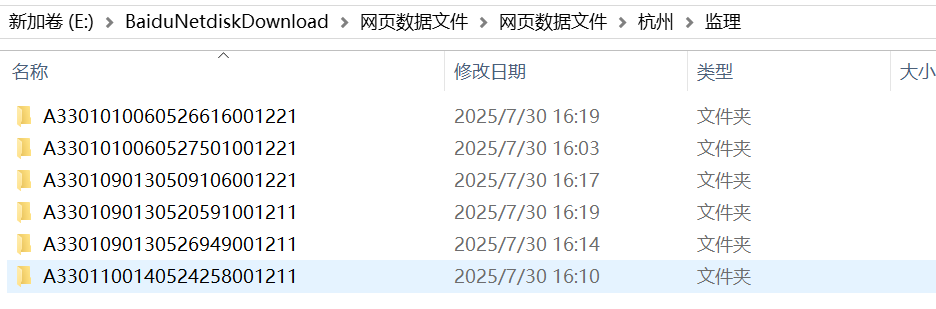 新加卷 (E:) > BaiduNetdiskDownload > 网页数据文件 > 网页数据文件 > 杭州 > 监理
名称 修改日期 类型 大小
A3301010060526616001221 2025/7/30 16:19 文件夹
A3301010060527501001221 2025/7/30 16:03 文件夹
A3301090130509106001221 2025/7/30 16:17 文件夹
A3301090130520591001211 2025/7/30 16:19 文件夹
A3301090130526949001211 2025/7/30 16:14 文件夹
A3301100140524258001211 2025/7/30 16:10 文件夹